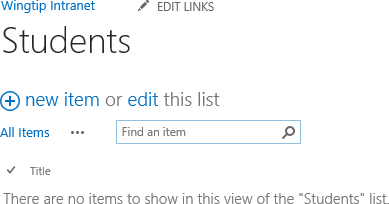 Wingtip Intranet EDIT LINKS
Students
new item or edit this list
All Items ••• Find an item
Title
There are no items to show in this view of the "Students" list.